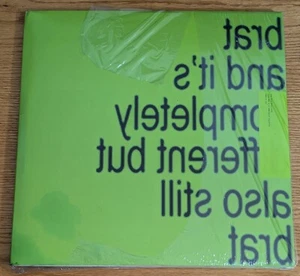 brat
and it's
ompletely
fferent but
also still
brat